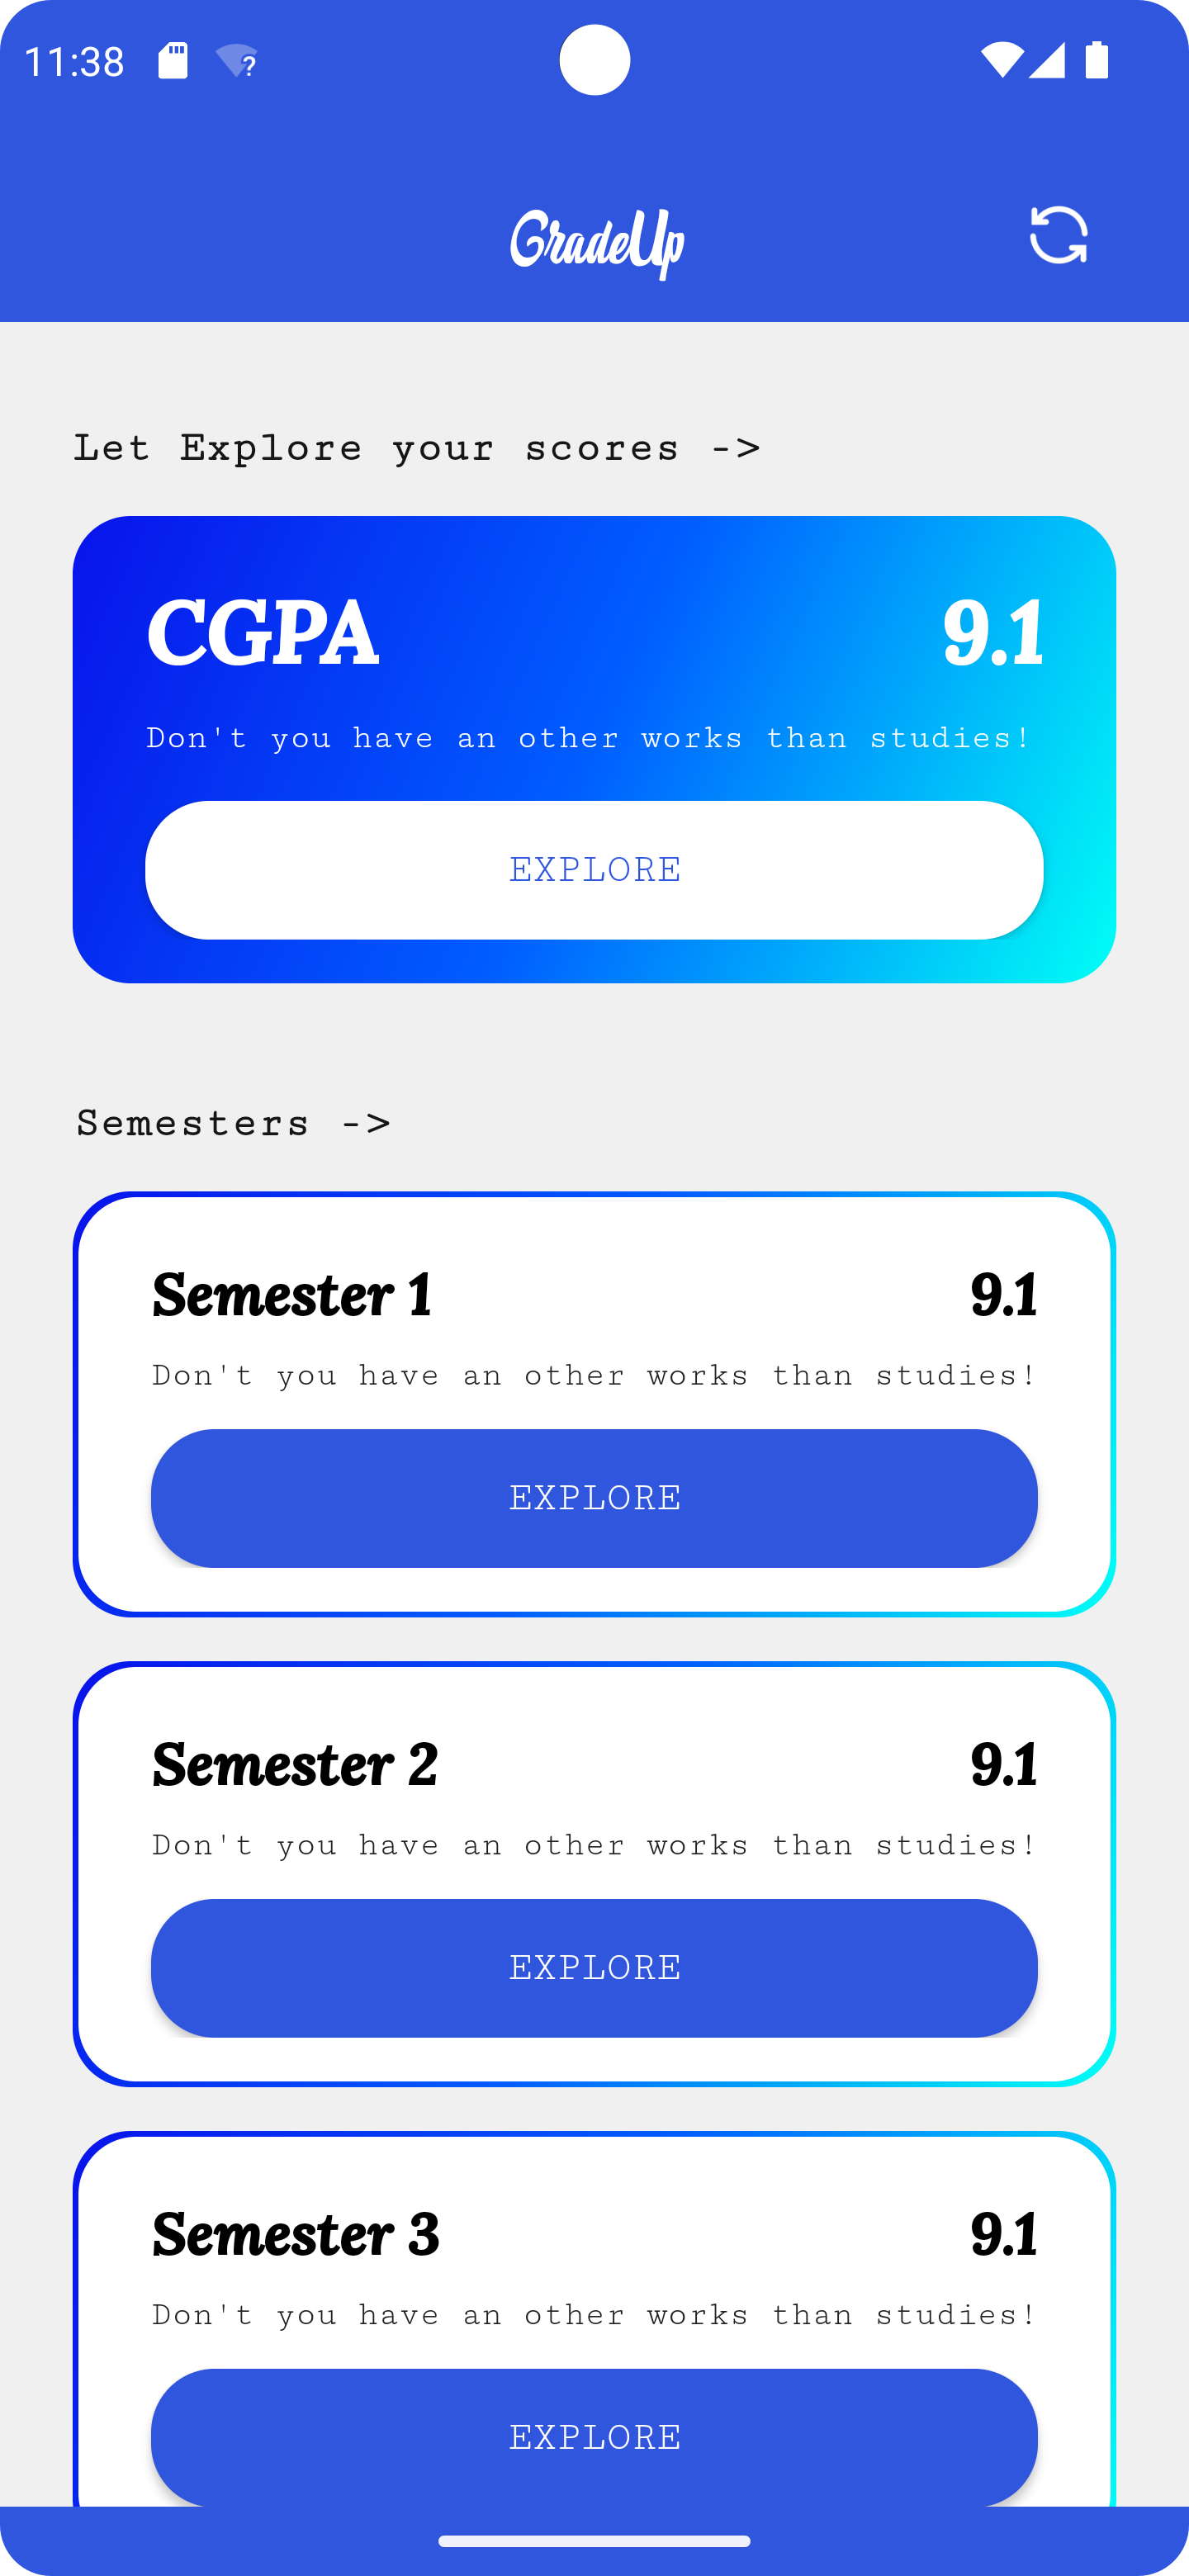 11:38
GradeUp
Let Explore your scores ->
CGPA 9.1
Don't you have an other works than studies!
EXPLORE
Semesters ->
Semester 1 9.1
Don't you have an other works than studies!
EXPLORE
Semester 2 9.1
Don't you have an other works than studies!
EXPLORE
Semester 3 9.1
Don't you have an other works than studies!
EXPLORE